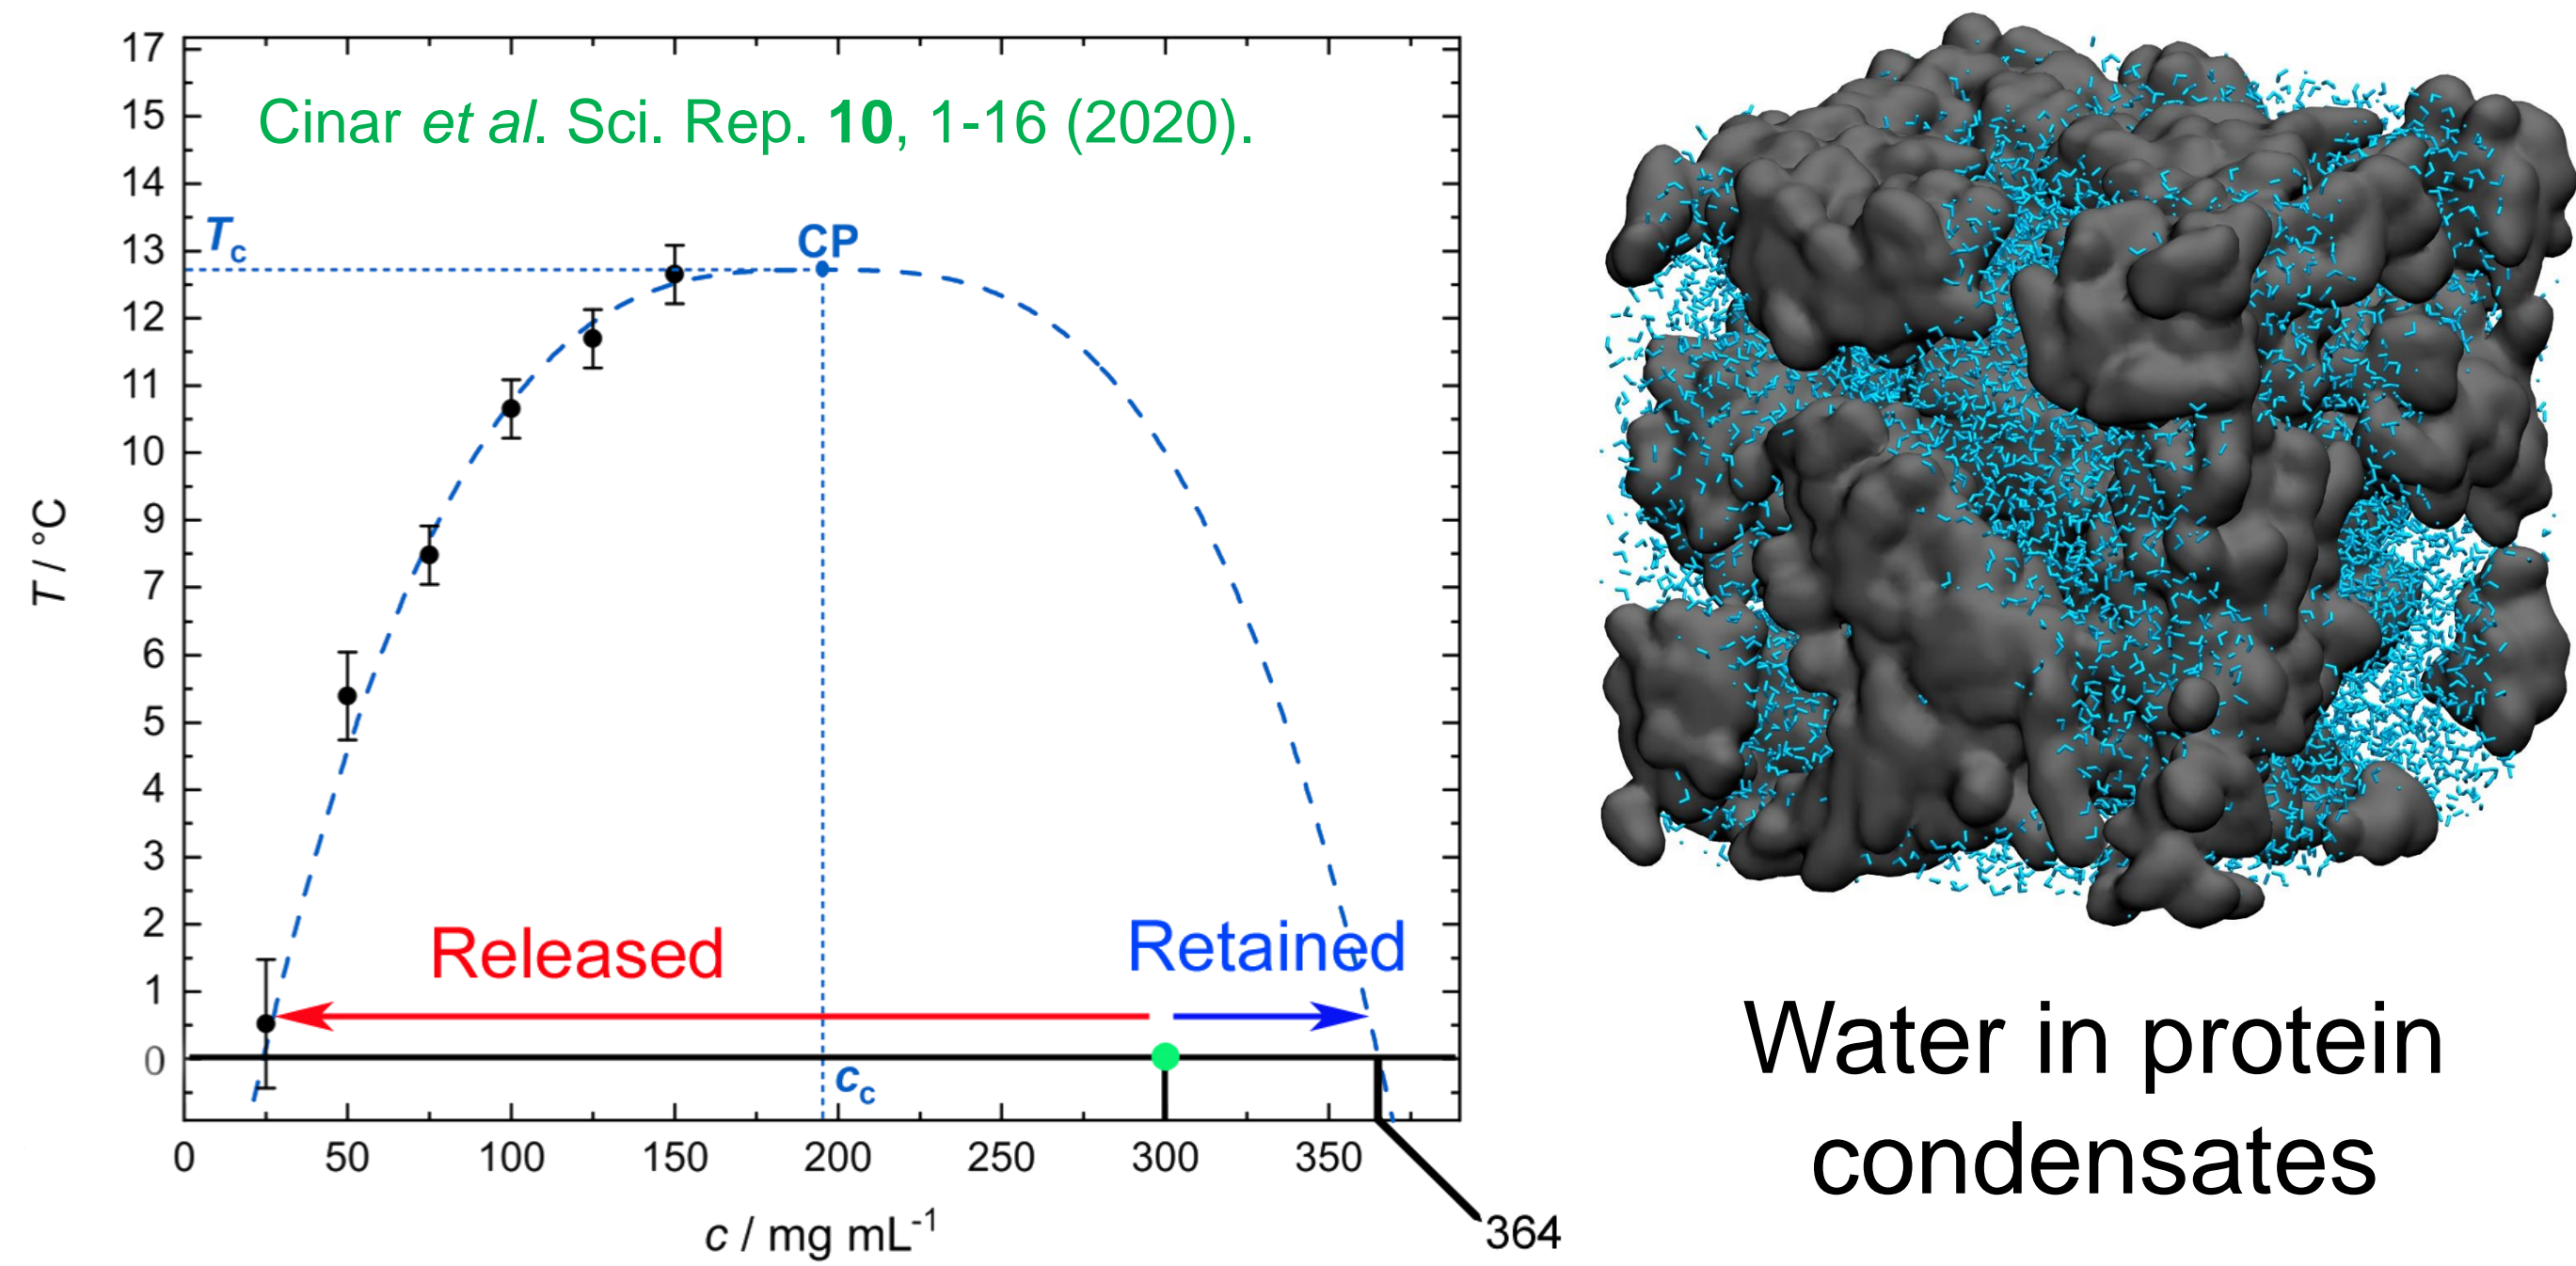 17
15
Cinar et al. Sci. Rep. 10, 1-16 (2020).
14
13
Tc
CP
12
11
10
9
7
6
5
4
3
2
1
0
T / °C
Released
Retained
cc
0 50 100 150 200 250 300 350
364
c / mg mL-1
Water in protein
condensates